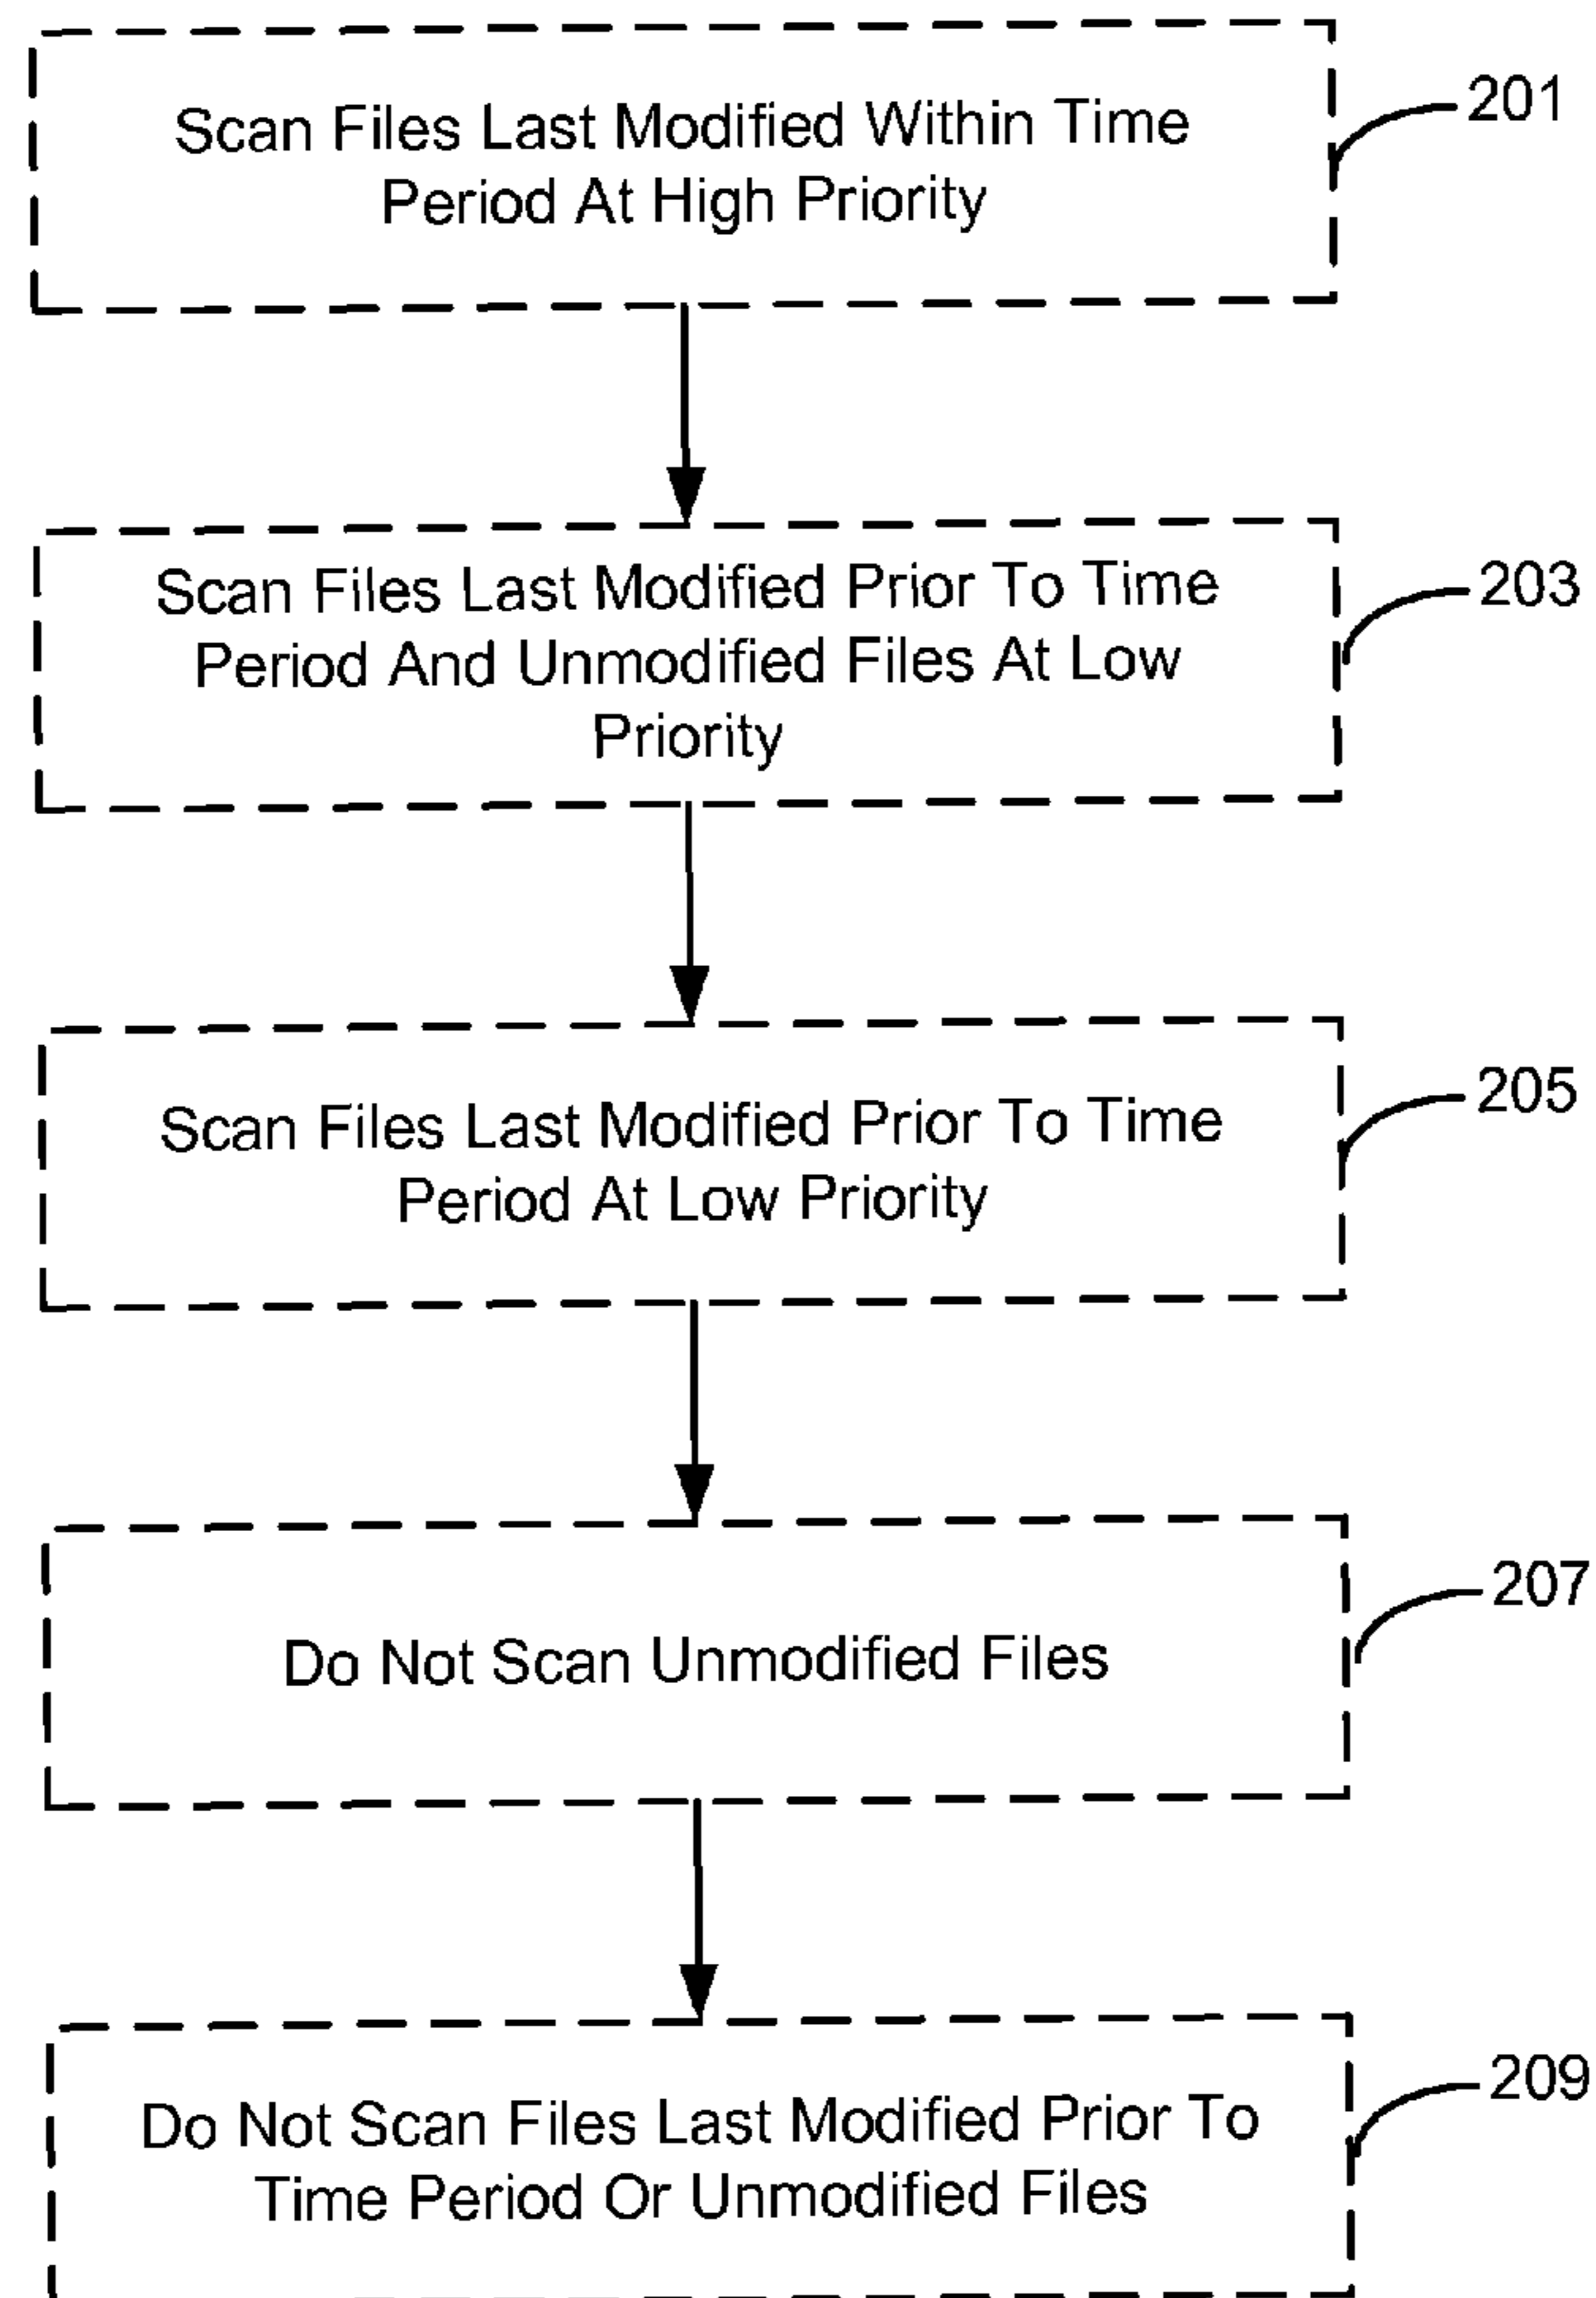 Scan Files Last Modified Within Time
Period At High Priority
201
Scan Files Last Modified Prior To Time
Period And Unmodified Files At Low
Priority
203
Scan Files Last Modified Prior To Time
Period At Low Priority
205
Do Not Scan Unmodified Files
207
Do Not Scan Files Last Modified Prior To
Time Period Or Unmodified Files
209